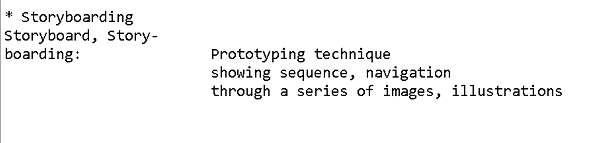 * Storyboarding
Storyboard, Story-
boarding: Prototyping technique
showing sequence, navigation
through a series of images, illustrations